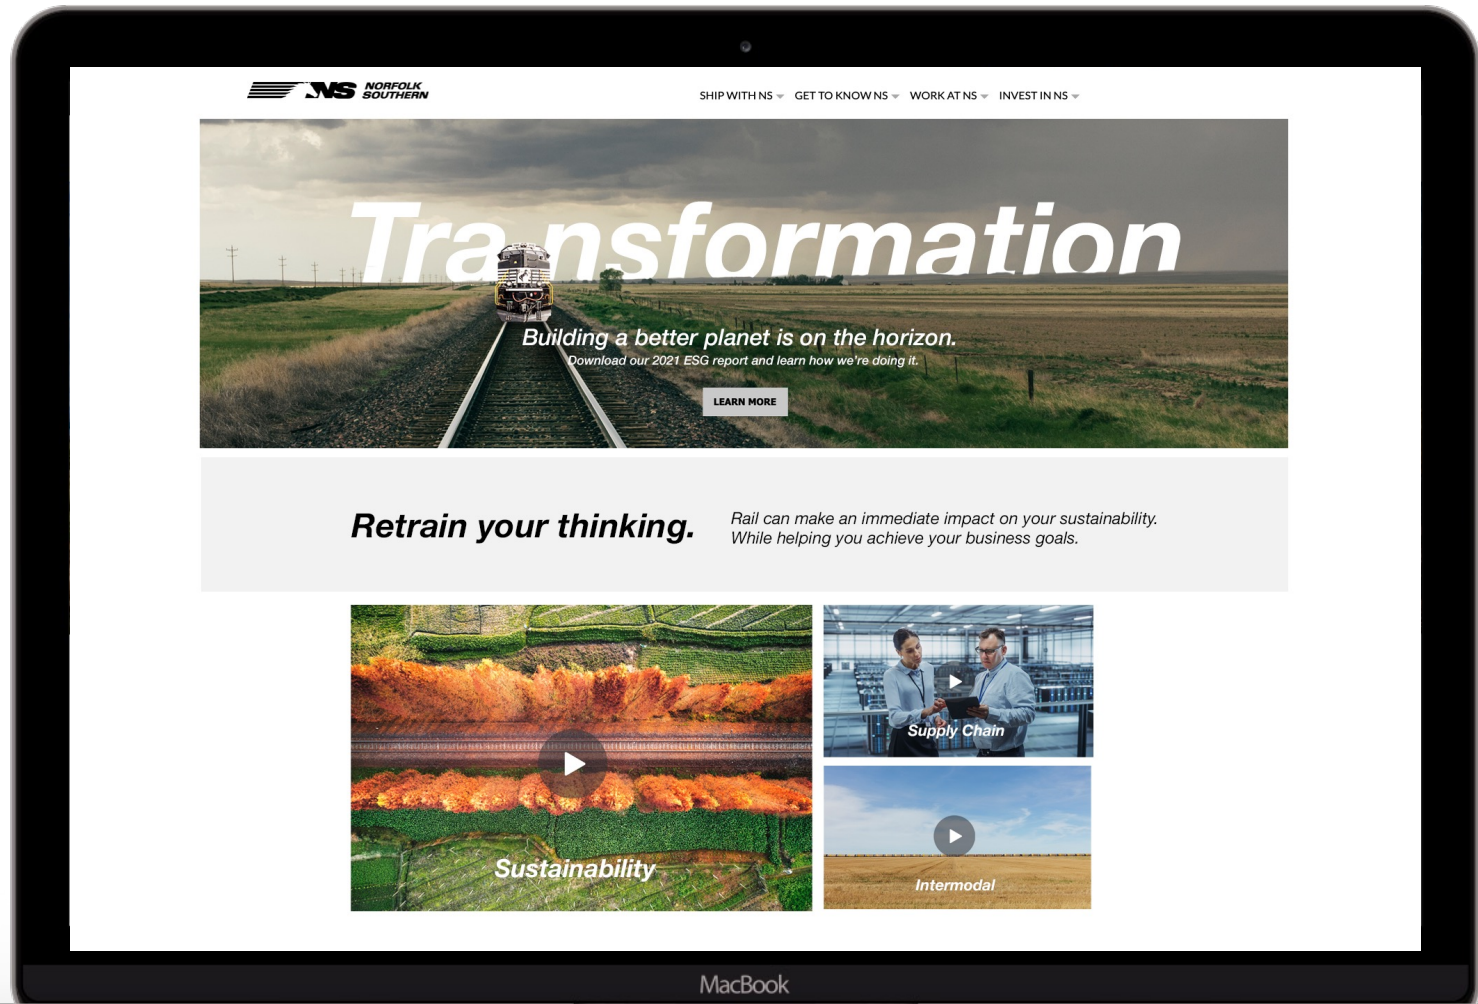 NS NORFOLK
SOUTHERN
SHIP WITH NS GET TO KNOW NS WORK AT NS INVEST IN NS
Transformation
Building a better planet is on the horizon.
Download our 2021 ESG report and learn how we're doing it.
LEARN MORE
Retrain your thinking.
Rail can make an immediate impact on your sustainability.
While helping you achieve your business goals.
Supply Chain
Sustainability
Intermodal
MacBook